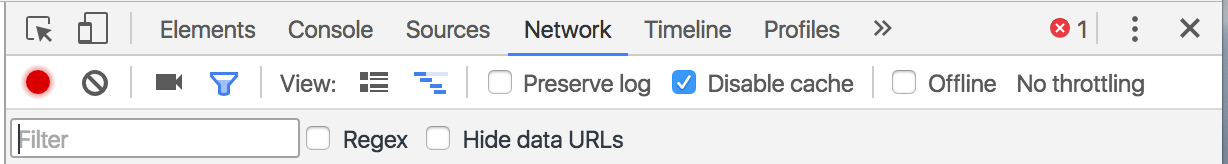 Elements Console Sources Network Timeline Profiles » 1
View: Preserve log Disable cache Offline No throttling
Filter Regex Hide data URLs